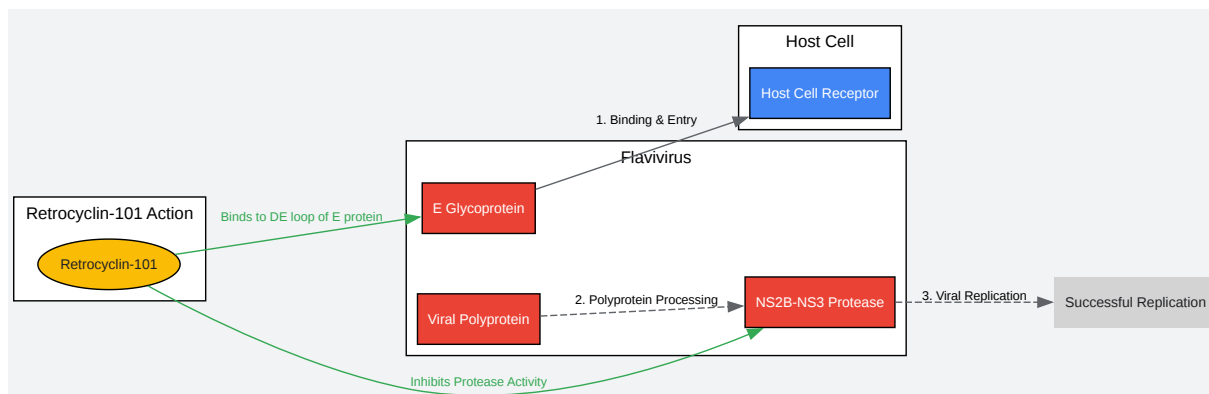 Host Cell
Host Cell Receptor
1. Binding & Entry
Flavivirus
E Glycoprotein
Retrocyclin-101 Action
Binds to DE loop of E protein
Retrocyclin-101
Viral Polyprotein
2. Polyprotein Processing
NS2B-NS3 Protease
3. Viral Replication
Successful Replication
Inhibits Protease Activity